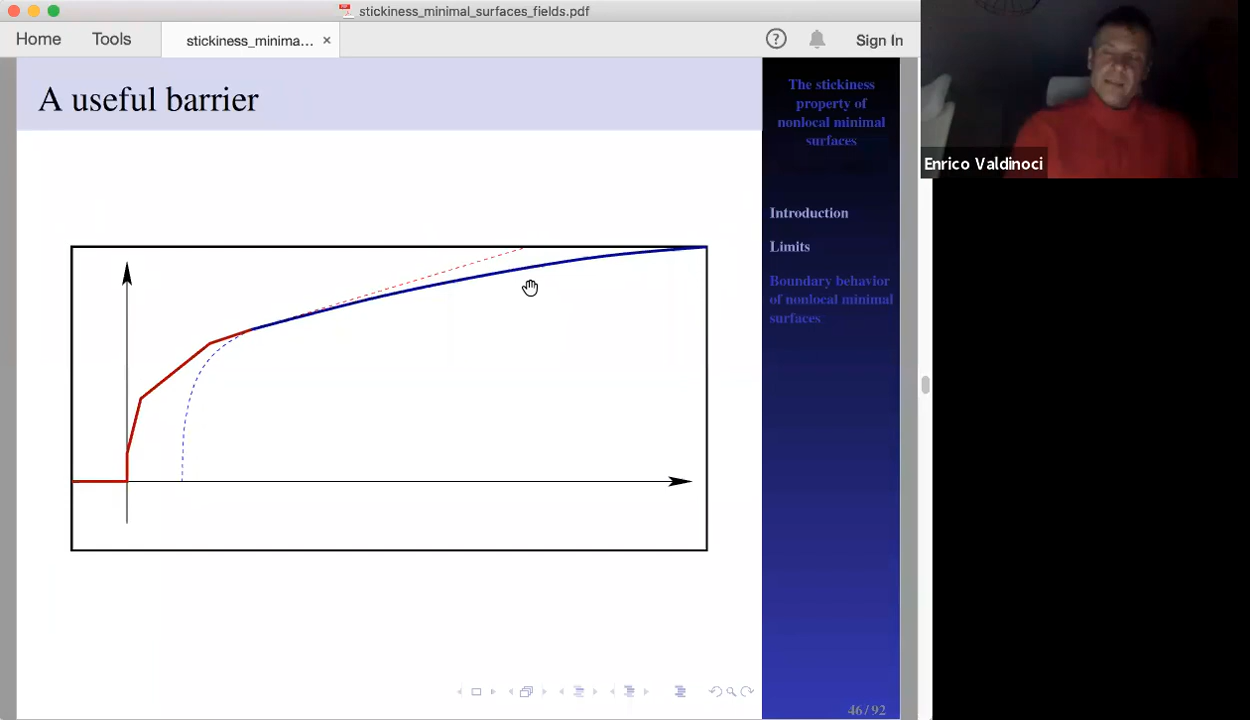 stickiness_minimal_surfaces_fields.pdf
Home
Tools
stickiness_minima...
Sign In
A useful barrier
The stickiness
property of
nonlocal minimal
surfaces
Introduction
Limits
Boundary behavior
of nonlocal minimal
surfaces
46 / 92
Enrico Valdinoci